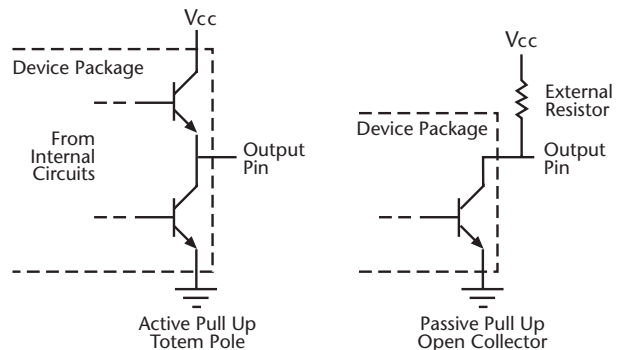 Vcc
Device Package
From
Internal
Circuits
Output
Pin
Active Pull Up
Totem Pole
Vcc
External
Resistor
Device Package
Output
Pin
Passive Pull Up
Open Collector